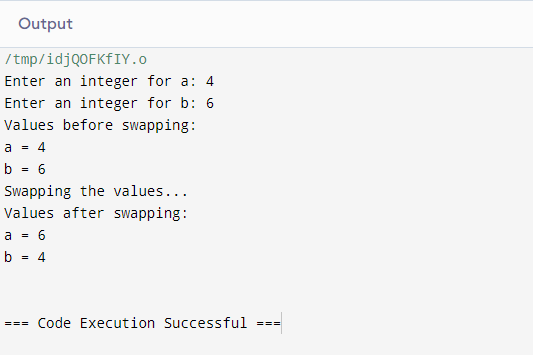 Output
/tmp/idjQOFKfIY.o
Enter an integer for a: 4
Enter an integer for b: 6
Values before swapping:
a = 4
b = 6
Swapping the values...
Values after swapping:
a = 6
b = 4
=== Code Execution Successful ===